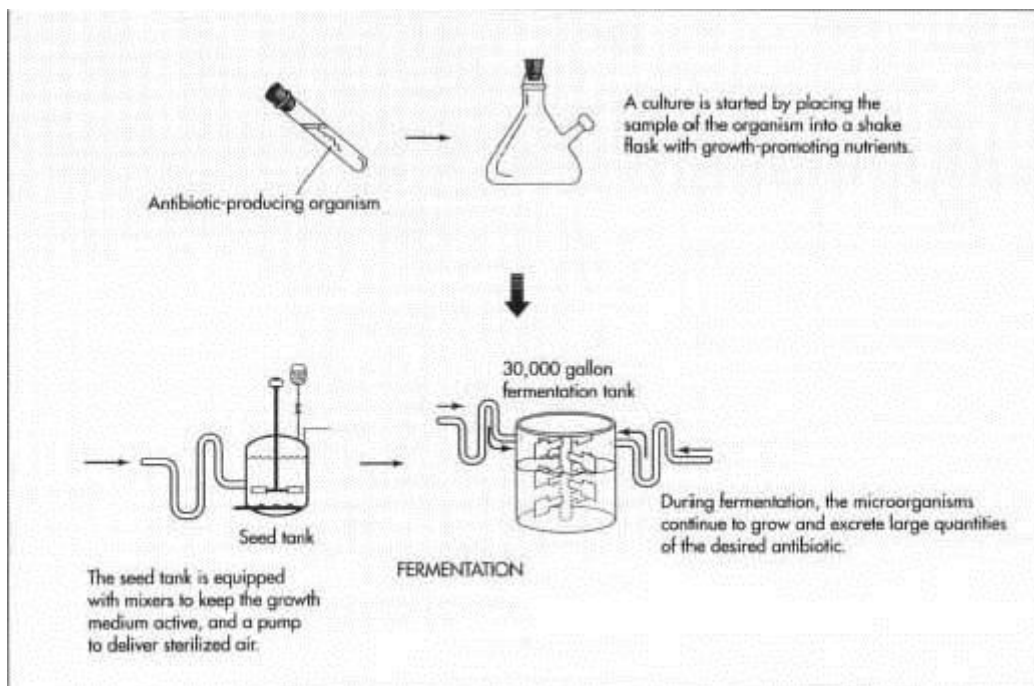 A culture is started by placing the
sample of the organism into a shake
flask with growth-promoting nutrients.
Antibiotic-producing organism
30,000 gallon
fermentation tank
Seed tank
During fermentation, the microorganisms
continue to grow and excrete large quantities
of the desired antibiotic.
FERMENTATION
The seed tank is equipped
with mixers to keep the growth
medium active, and a pump
to deliver sterilized air.